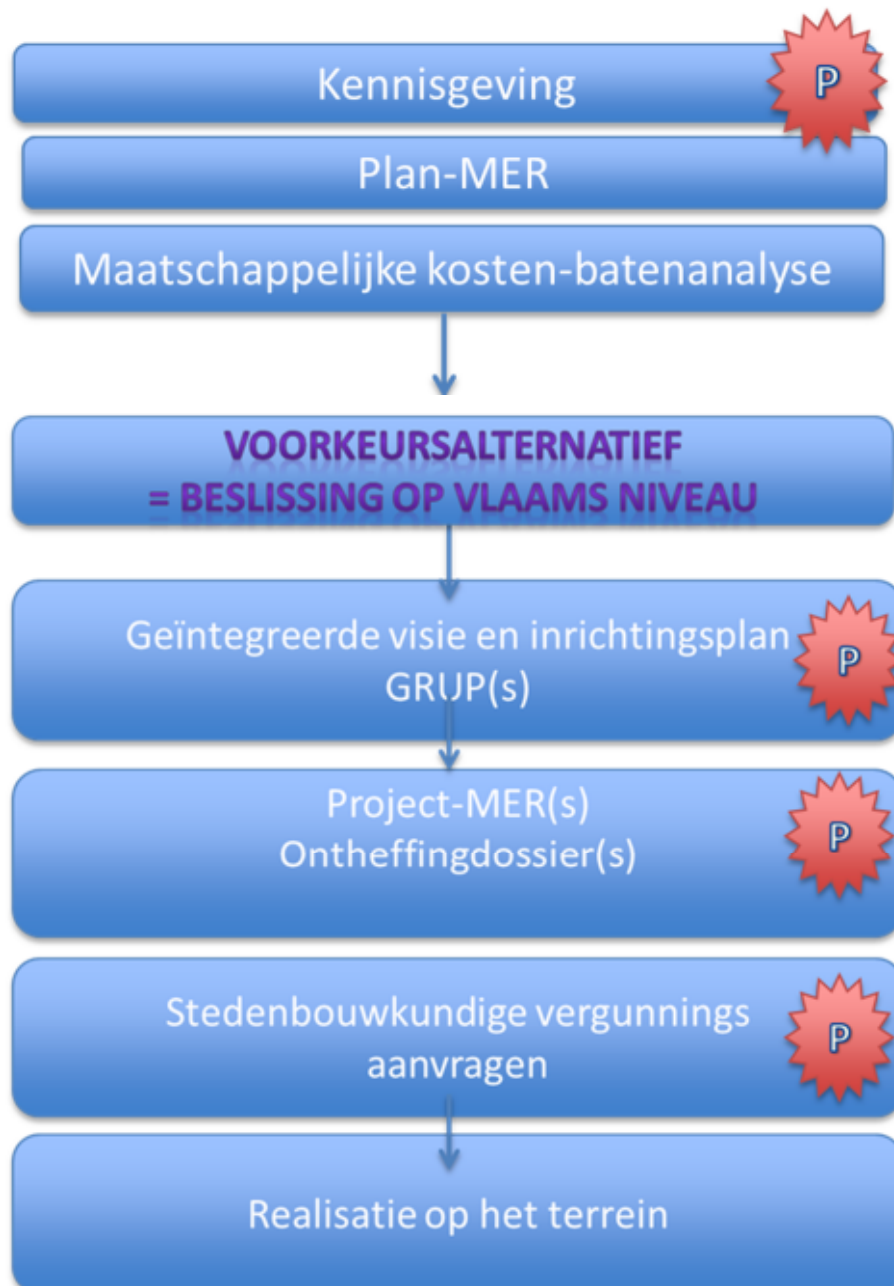 Kennisgeving
P
Plan-MER
Maatschappelijke kosten-batenanalyse
VOORKEURSALTERNATIEF
= BESLISSING OP VLAAMS NIVEAU
Geïntegreerde visie en inrichtingsplan
GRUP(s)
P
Project-MER(s)
Ontheffingdossier(s)
P
Stedenbouwkundige vergunnings
aanvragen
P
Realisatie op het terrein